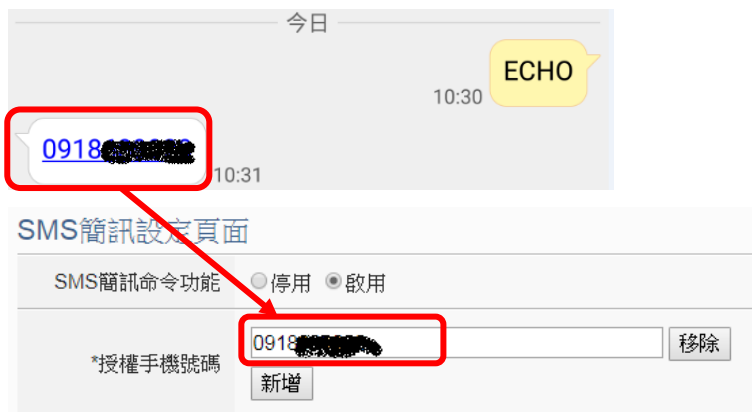 今日
ECHO
10:30
0918
10:31
SMS簡訊設定頁面
SMS簡訊命令功能 停用 啟用
*授權手機號碼 0918 移除
新增